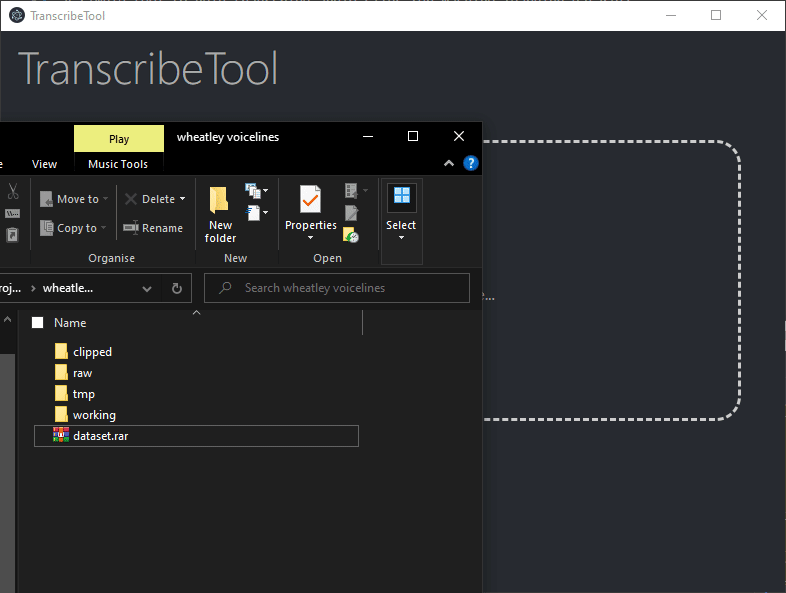 TranscribeTool
TranscribeTool
Play
wheatley voicelines
View
Music Tools
Move to
Delete
Copy to
Rename
New
folder
Properties
Select
Organise
New
Open
roj... › wheatle...
Search wheatley voicelines
Name
clipped
raw
tmp
working
dataset.rar